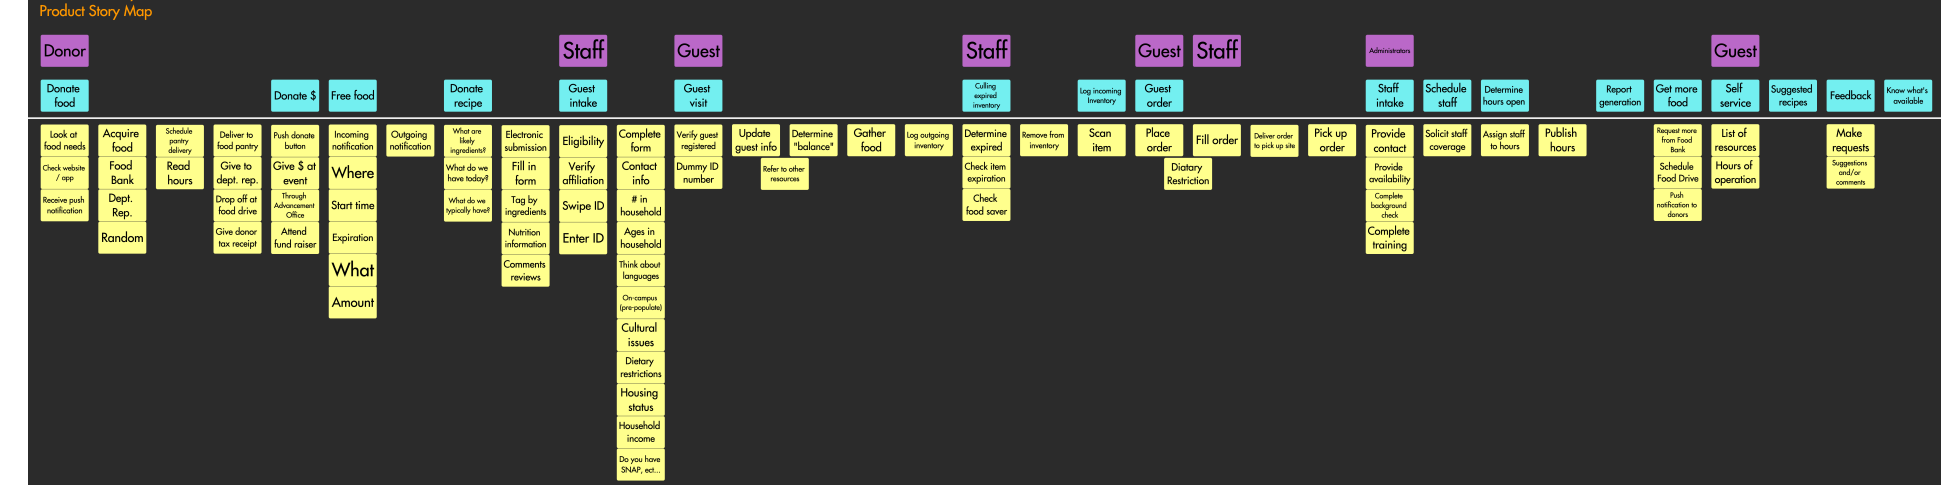 Product Story Map
Donor
Staff
Guest
Staff
Guest
Staff
Administrators
Guest
Donate
food
Donate $
Free food
Donate
recipe
Guest
intake
Guest
visit
Culling
expired
inventory
Log incoming
Inventory
Guest
order
Staff
intake
Schedule
staff
Determine
hours open
Report
generation
Get more
food
Self
service
Suggested
recipes
Feedback
Know what's
available
Look at
food needs
Check website
/ app
Receive push
notification
Acquire
food
Food
Bank
Dept.
Rep.
Random
Schedule
pantry
delivery
Read
hours
Deliver to
food pantry
Give to
dept. rep.
Drop off at
food drive
Give donor
tax receipt
Push donate
button
Give $ at
event
Through
Advancement
Office
Attend
fund raiser
Incoming
notification
Where
Start time
Expiration
What
Amount
Outgoing
notification
What are
likely
ingredients?
What do we
have today?
What do we
typically have?
Electronic
submission
Fill in
form
Tag by
ingredients
Nutrition
information
Comments
reviews
Eligibility
Verify
affiliation
Swipe ID
Enter ID
Complete
form
Contact
info
# in
household
Ages in
household
Think about
languages
On-campus
(pre-populate)
Cultural
issues
Dietary
restrictions
Housing
status
Household
income
Do you have
SNAP, ect...
Verify guest
registered
Dummy ID
number
Update
guest info
Determine
"balance"
Refer to other
resources
Gather
food
Log outgoing
inventory
Determine
expired
Check item
expiration
Check
food saver
Remove from
inventory
Scan
item
Place
order
Diatary
Restriction
Fill order
Deliver order
to pick up site
Pick up
order
Provide
contact
Provide
availability
Complete
background
check
Complete
training
Solicit staff
coverage
Assign staff
to hours
Publish
hours
Request more
from Food
Bank
Schedule
Food Drive
Push
notification to
donors
List of
resources
Hours of
operation
Make
requests
Suggestions
and/or
comments